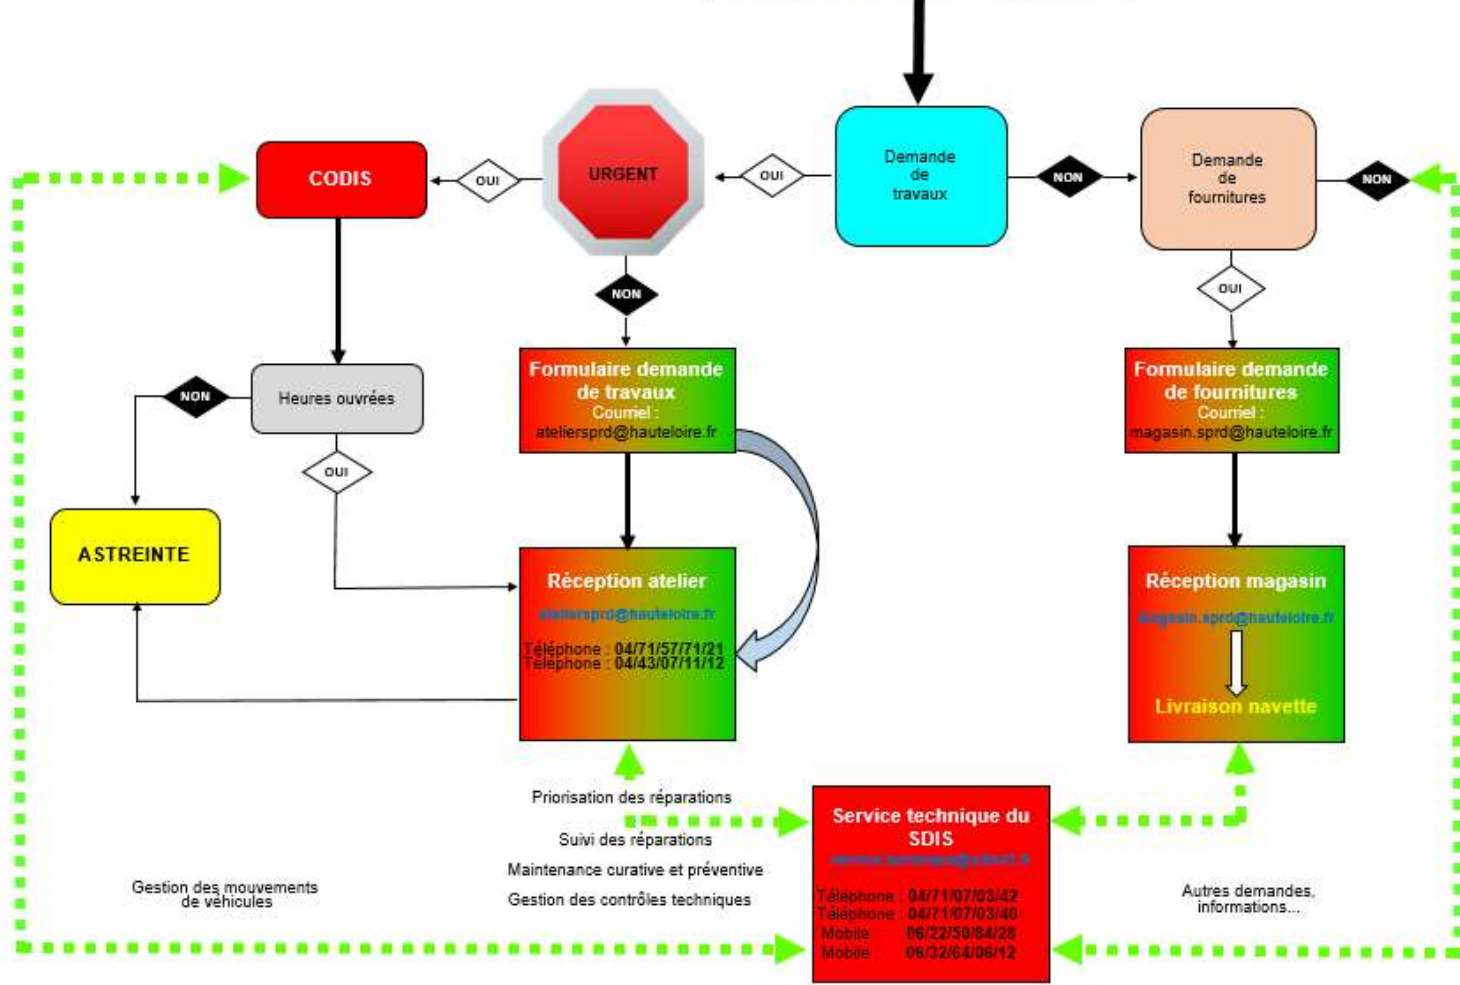 CODIS
OUI
URGENT
OUI
Demande
de
travaux
NON
Demande
de
fournitures
NON
NON
OUI
Formulaire demande
de travaux
Courriel :
ateliersprd@hauteloire.fr
Formulaire demande
de fournitures
Courriel :
magasin.sprd@hauteloire.fr
NON
Heures ouvrées
OUI
ASTREINTE
Réception atelier
ateliersprd@hauteloire.fr
Téléphone : 04/71/57/71/21
Téléphone : 04/43/07/11/12
Réception magasin
magasin.sprd@hauteloire.fr
Livraison navette
Priorisation des réparations
Suivi des réparations
Maintenance curative et préventive
Gestion des contrôles techniques
Gestion des mouvements
de véhicules
Service technique du
SDIS
Téléphone : 04/71/07/03/42
Téléphone : 04/71/07/03/40
Mobile : 06/22/50/84/28
Mobile : 06/32/64/06/12
Autres demandes,
informations...